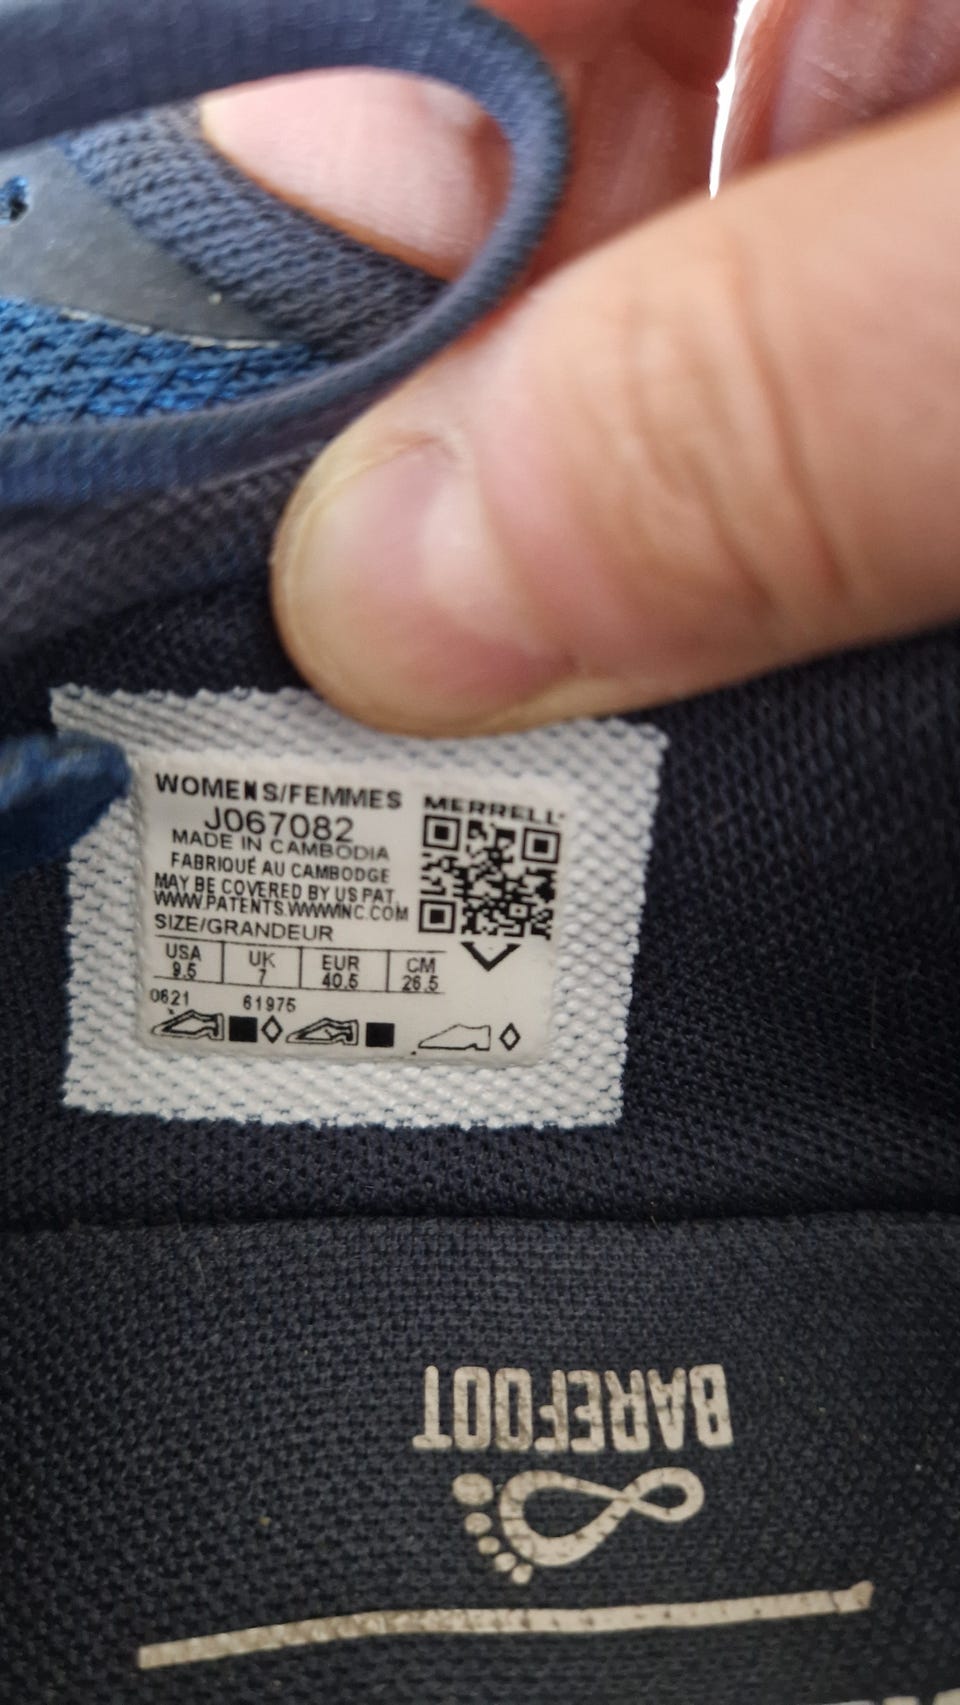 WOMENS/FEMMES
MERRELL
J067082
MADE IN CAMBODIA
FABRIQUÉ AU CAMBODGE
MAY BE COVERED BY US PAT.
WWW.PATENTS.WWWINC.COM
SIZE/GRANDEUR
USA UK EUR CM
9.5 7 40.5 26.5
0621 61975
BAREFOOT